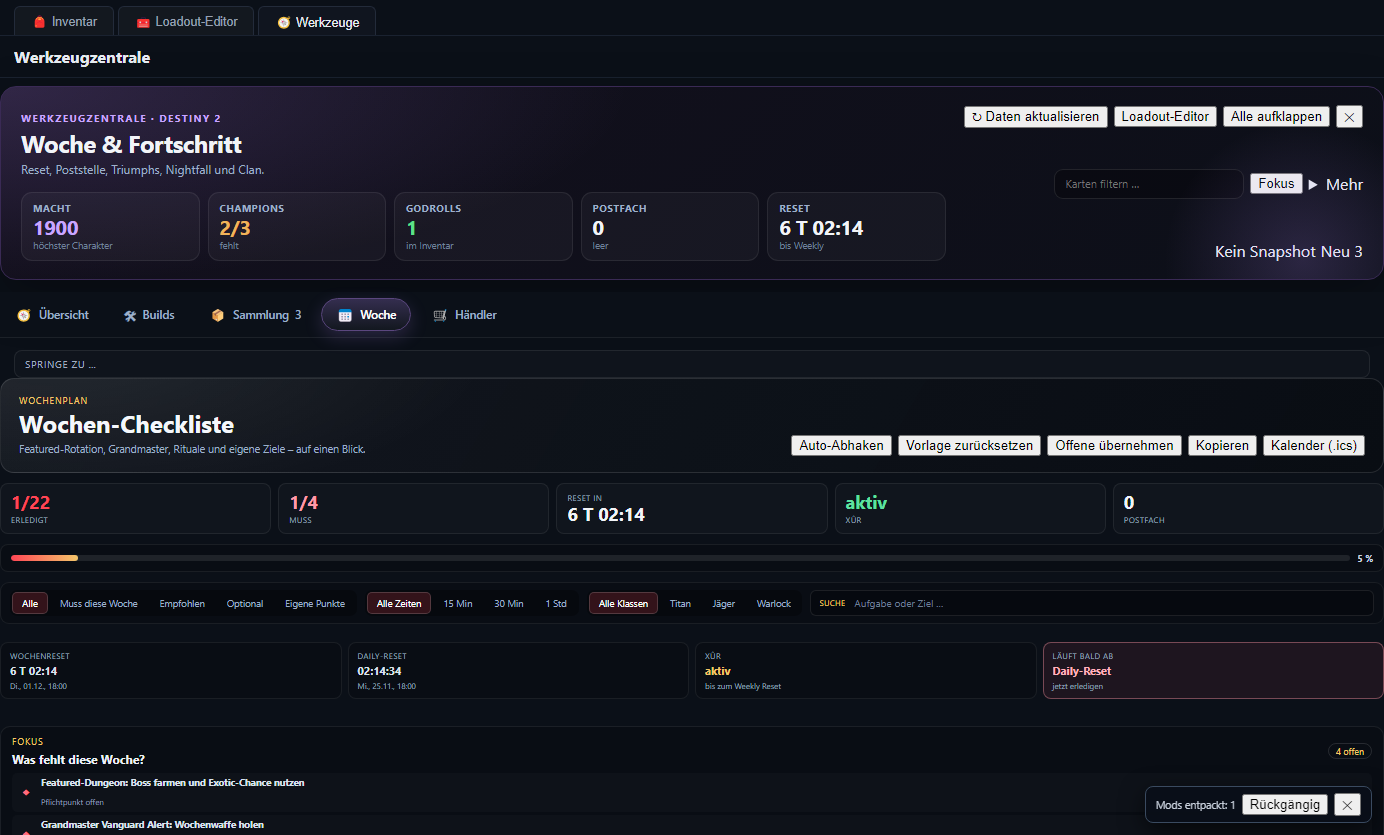 Inventar
Loadout-Editor
Werkzeuge
Werkzeugzentrale
WERKZEUGZENTRALE · DESTINY 2
Woche & Fortschritt
Reset, Poststelle, Triumphs, Nightfall und Clan.
↻ Daten aktualisieren
Loadout-Editor
Alle aufklappen
✕
Karten filtern ...
Fokus
▶ Mehr
MACHT
1900
höchster Charakter
CHAMPIONS
2/3
fehlt
GODROLLS
1
im Inventar
POSTFACH
0
leer
RESET
6 T 02:14
bis Weekly
Kein Snapshot Neu 3
Übersicht
Builds
Sammlung 3
Woche
Händler
SPRINGE ZU ...
WOCHENPLAN
Wochen-Checkliste
Featured-Rotation, Grandmaster, Rituale und eigene Ziele – auf einen Blick.
Auto-Abhaken
Vorlage zurücksetzen
Offene übernehmen
Kopieren
Kalender (.ics)
1/22
ERLEDIGT
1/4
MUSS
RESET IN
6 T 02:14
aktiv
XÛR
0
POSTFACH
5 %
Alle
Muss diese Woche
Empfohlen
Optional
Eigene Punkte
Alle Zeiten
15 Min
30 Min
1 Std
Alle Klassen
Titan
Jäger
Warlock
SUCHE
Aufgabe oder Ziel ...
WOCHENRESET
6 T 02:14
Di., 01.12., 18:00
DAILY-RESET
02:14:34
Mi., 25.11., 18:00
XÛR
aktiv
bis zum Weekly Reset
LÄUFT BALD AB
Daily-Reset
jetzt erledigen
FOKUS
Was fehlt diese Woche?
4 offen
Featured-Dungeon: Boss farmen und Exotic-Chance nutzen
Pflichtpunkt offen
Grandmaster Vanguard Alert: Wochenwaffe holen
Mods entpackt: 1
Rückgängig
✕